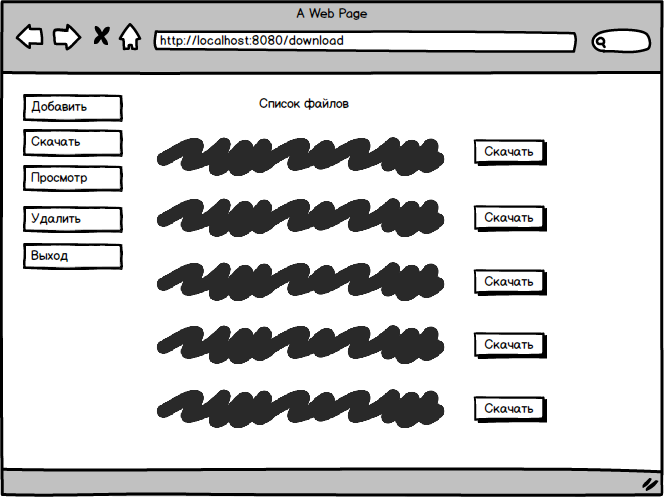 A Web Page
http://localhost:8080/download
Добавить
Скачать
Просмотр
Удалить
Выход
Список файлов
Скачать
Скачать
Скачать
Скачать
Скачать